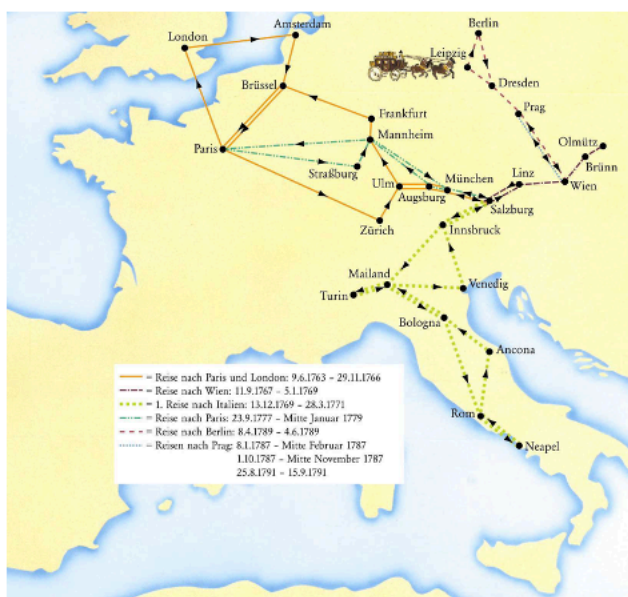 Berlin
Amsterdam
London
Leipzig
Brüssel
Dresden
Frankfurt
Prag
Mannheim
Olmütz
Paris
Brünn
Straßburg
Linz
Ulm
München
Wien
Augsburg
Salzburg
Zürich
Innsbruck
Mailand
Venedig
Turin
Bologna
Ancona
= Reise nach Paris und London: 9.6.1763 – 29.11.1766
= Reise nach Wien: 11.9.1767 – 5.1.1769
= 1. Reise nach Italien: 13.12.1769 – 28.3.1771
= Reise nach Paris: 23.9.1777 – Mitte Januar 1779
= Reise nach Berlin: 8.4.1789 – 4.6.1789
= Reisen nach Prag: 8.1.1787 – Mitte Februar 1787
1.10.1787 – Mitte November 1787
25.8.1791 – 15.9.1791
Rom
Neapel